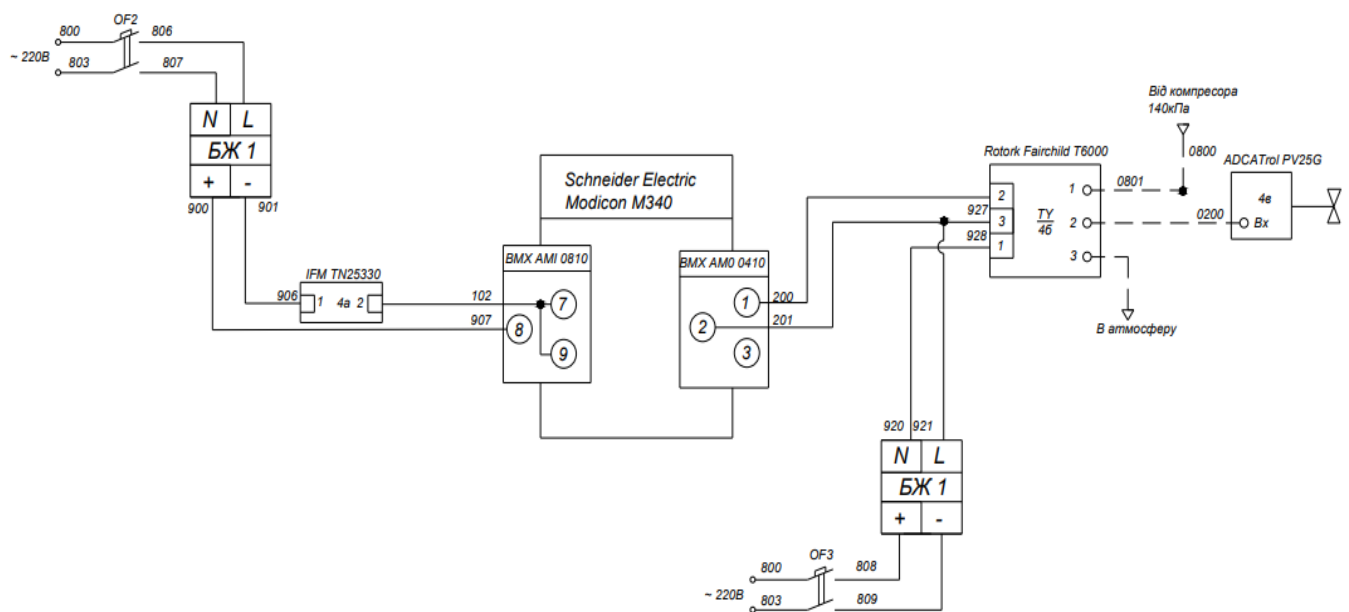 OF2
800
806
~ 220В
803
807
N
L
БЖ 1
+
-
900
901
IFM TN25330
906
1
4а
2
102
907
Schneider Electric
Modicon M340
BMX AMI 0810
7
8
9
BMX AM0 0410
1
2
3
200
201
Від компресора
140кПа
0800
Rotork Fairchild T6000
0801
ADCATrol PV25G
927
928
2
3
1
TY
4б
1
2
3
0200
4в
Вх
В атмосферу
920
921
N
L
БЖ 1
+
-
OF3
800
808
~ 220В
803
809